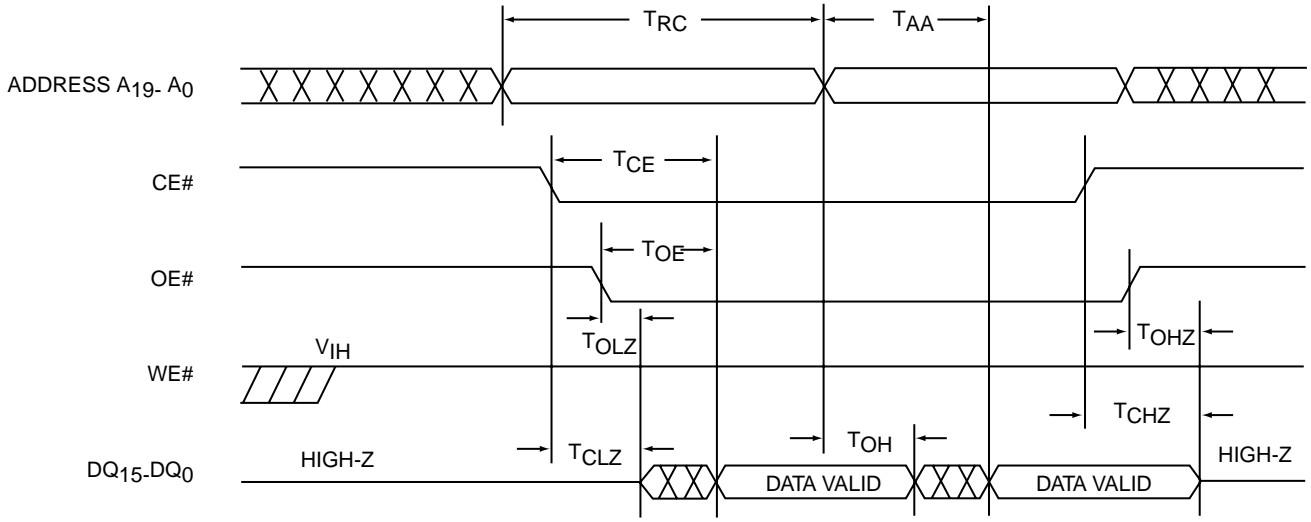 TRC
TAA
ADDRESS A19- A0
TCE
CE#
TOE
OE#
TOLZ
TOHZ
VIH
WE#
TCHZ
TOH
HIGH-Z
TCLZ
HIGH-Z
DQ15-DQ0
DATA VALID
DATA VALID